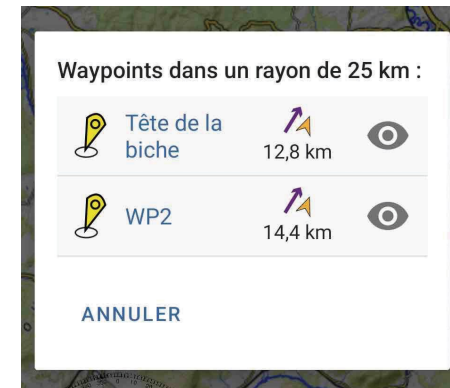 Waypoints dans un rayon de 25 km :
Tête de la
biche
12,8 km
WP2
14,4 km
ANNULER